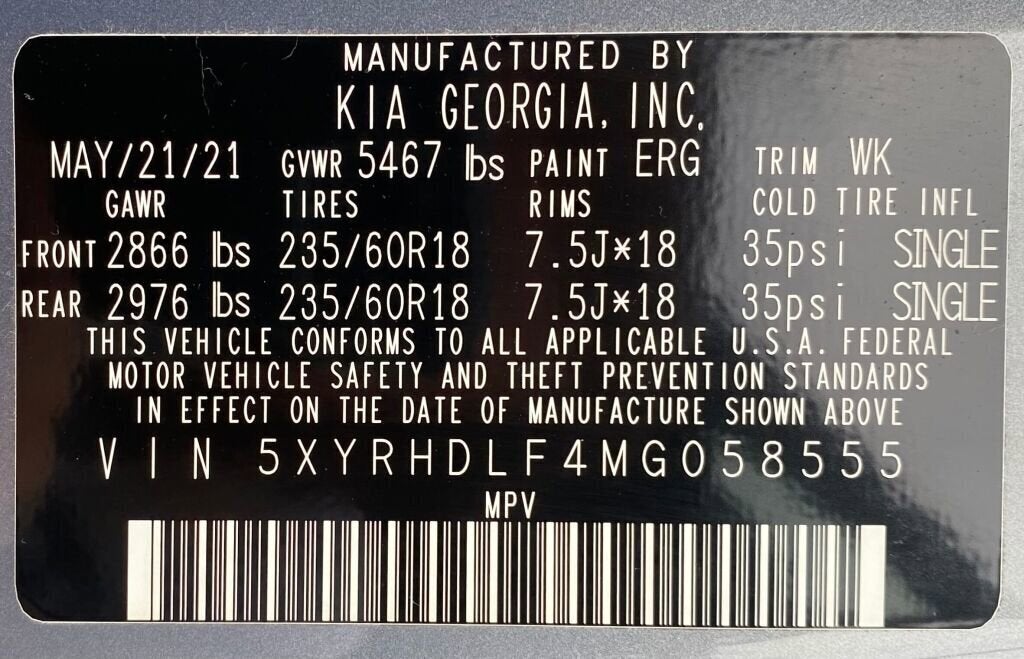 MANUFACTURED BY
KIA GEORGIA, INC.
MAY/21/21 GVWR 5467 lbs PAINT ERG TRIM WK
GAWR TIRES RIMS COLD TIRE INFL
FRONT 2866 lbs 235/60R18 7.5J*18 35psi SINGLE
REAR 2976 lbs 235/60R18 7.5J*18 35psi SINGLE
THIS VEHICLE CONFORMS TO ALL APPLICABLE U.S.A. FEDERAL
MOTOR VEHICLE SAFETY AND THEFT PREVENTION STANDARDS
IN EFFECT ON THE DATE OF MANUFACTURE SHOWN ABOVE
VIN 5XYRHDLF4MG058555
MPV